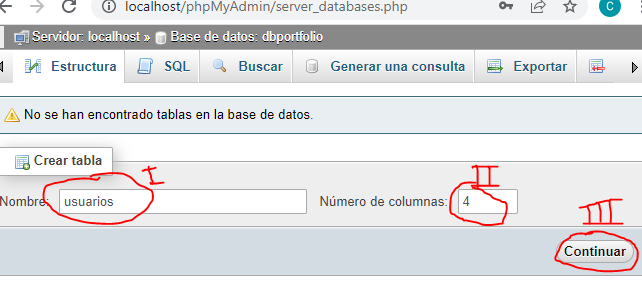 localhost/phpMyAdmin/server_databases.php
C
Servidor: localhost » Base de datos: dbportfolio
Estructura SQL Buscar Generar una consulta Exportar
No se han encontrado tablas en la base de datos.
Crear tabla
I II
Nombre: usuarios Número de columnas: 4
III
Continuar